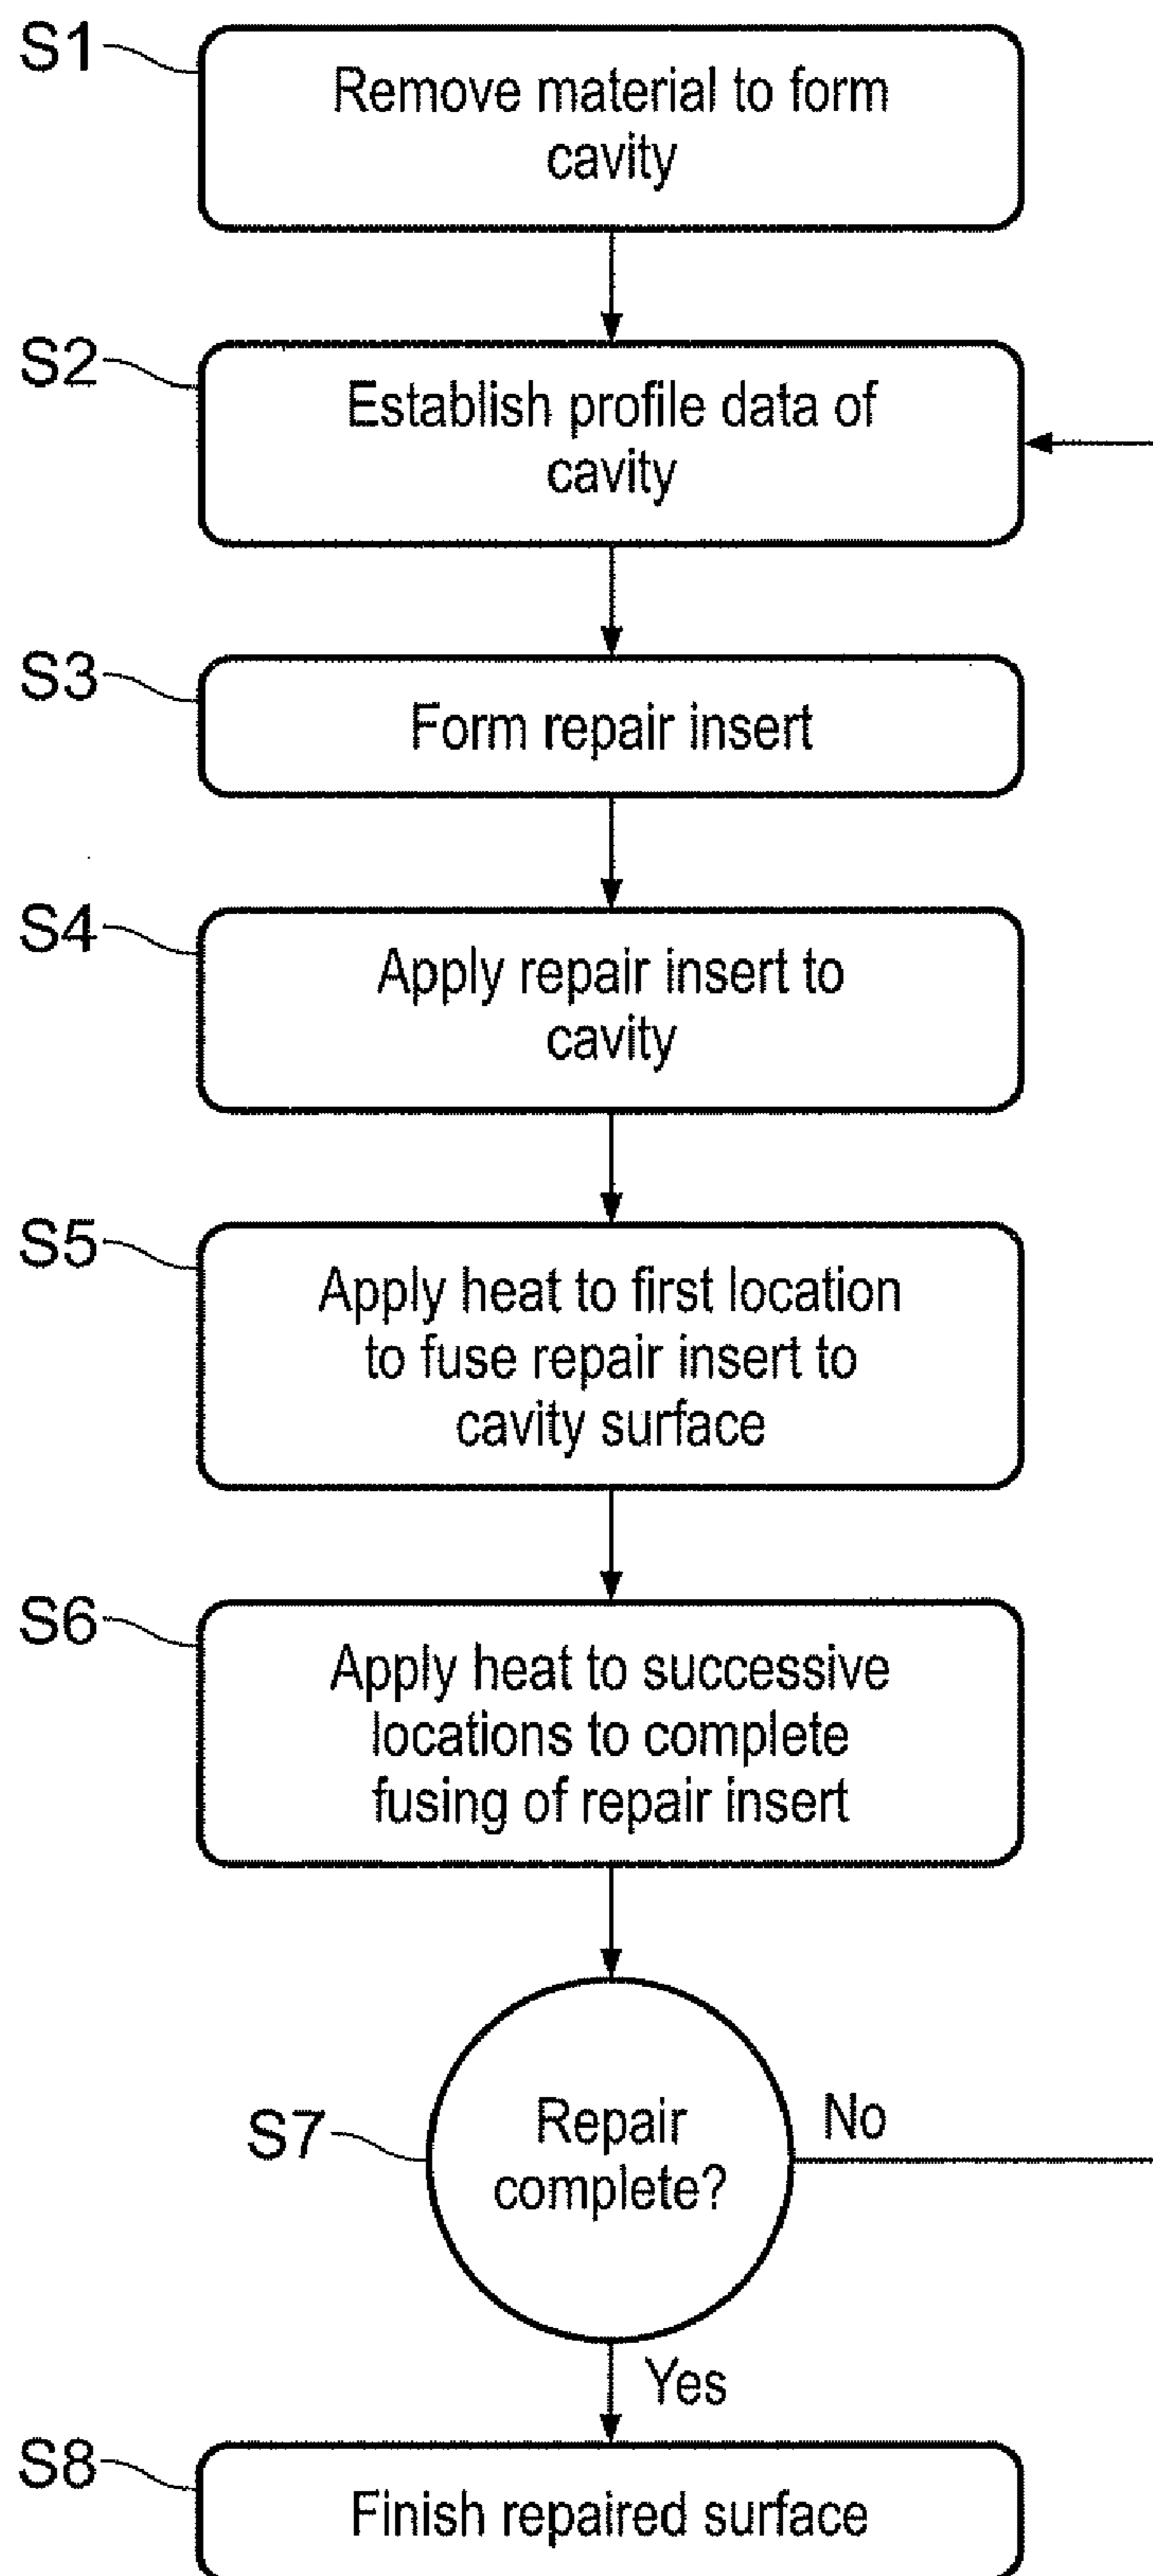 S1
Remove material to form
cavity
S2
Establish profile data of
cavity
S3
Form repair insert
S4
Apply repair insert to
cavity
S5
Apply heat to first location
to fuse repair insert to
cavity surface
S6
Apply heat to successive
locations to complete
fusing of repair insert
S7
Repair
complete?
No
Yes
S8
Finish repaired surface